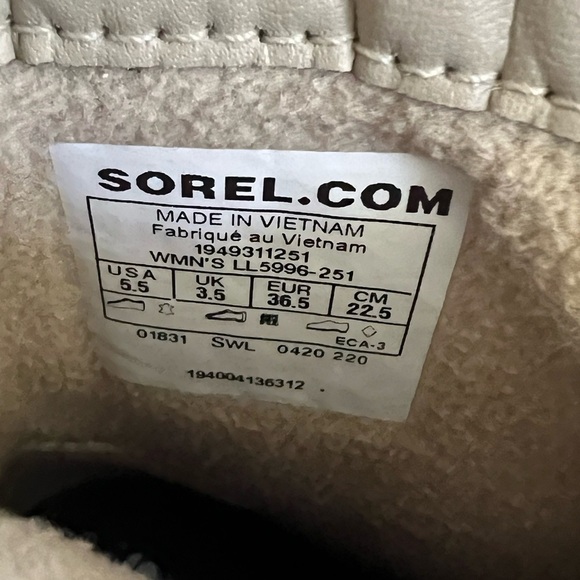 SOREL.COM
MADE IN VIETNAM
Fabriqué au Vietnam
1949311251
WMN'S LL5996-251
USA UK EUR CM
5.5 3.5 36.5 22.5
ECA-3
01831 SWL 0420 220
194004136312